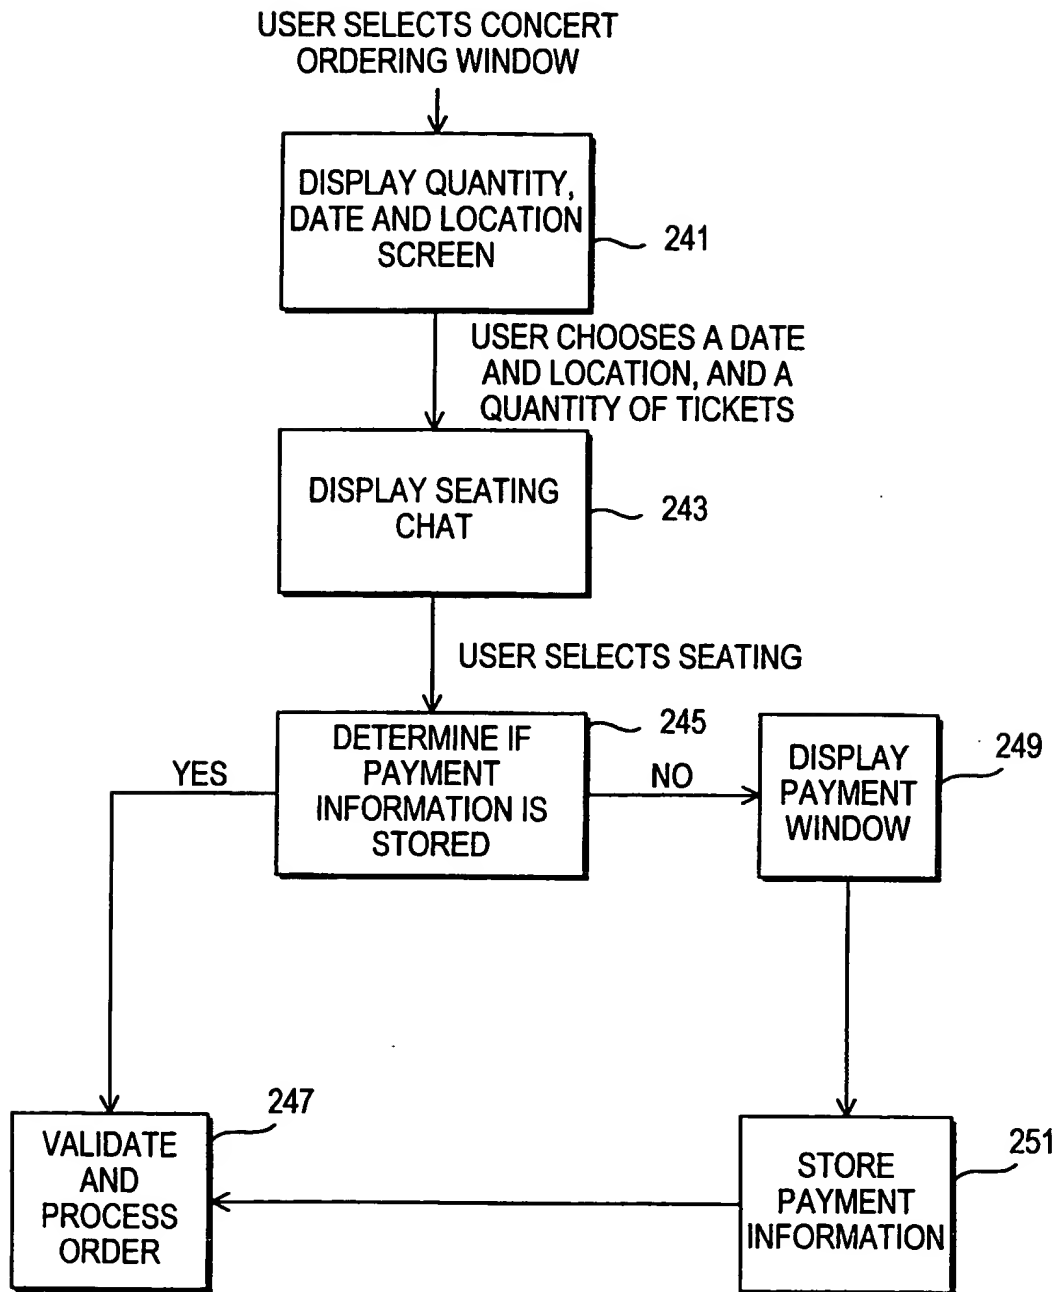 USER SELECTS CONCERT
ORDERING WINDOW
DISPLAY QUANTITY,
DATE AND LOCATION
SCREEN
241
USER CHOOSES A DATE
AND LOCATION, AND A
QUANTITY OF TICKETS
DISPLAY SEATING
CHAT
243
USER SELECTS SEATING
DETERMINE IF
PAYMENT
INFORMATION IS
STORED
245
YES
NO
DISPLAY
PAYMENT
WINDOW
249
VALIDATE
AND
PROCESS
ORDER
247
STORE
PAYMENT
INFORMATION
251